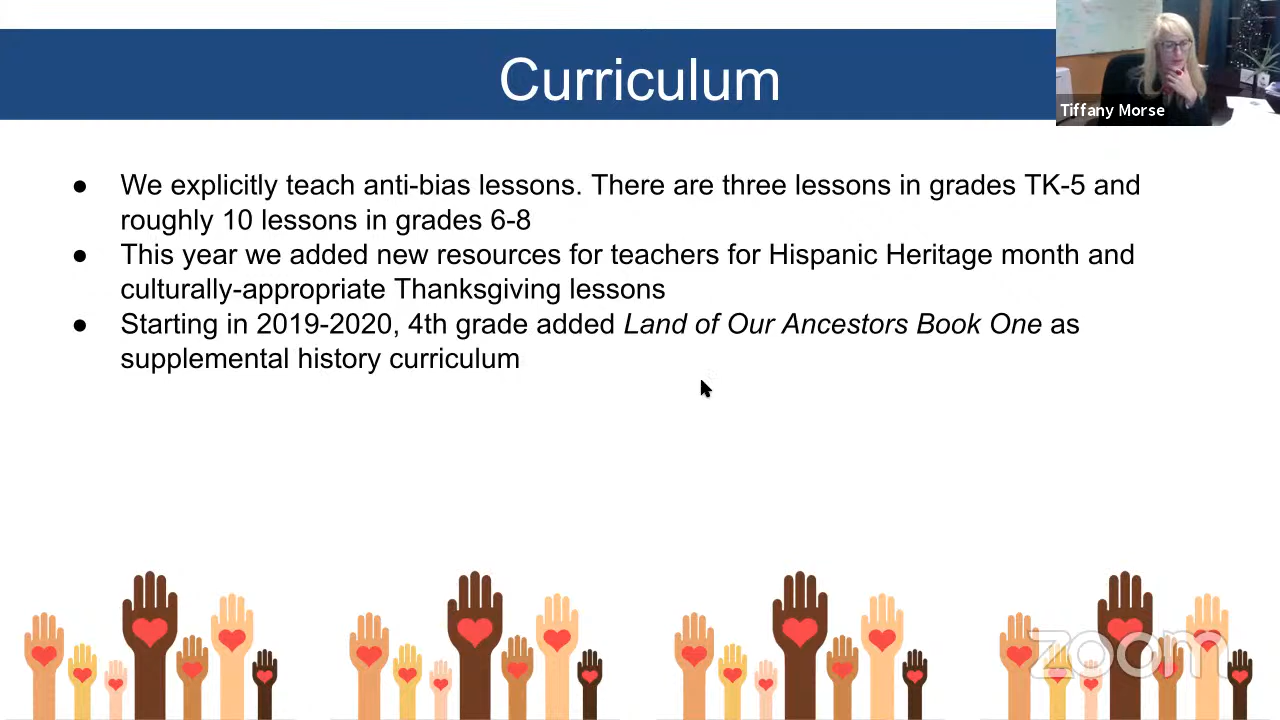 Curriculum
Tiffany Morse
● We explicitly teach anti-bias lessons. There are three lessons in grades TK-5 and
roughly 10 lessons in grades 6-8
● This year we added new resources for teachers for Hispanic Heritage month and
culturally-appropriate Thanksgiving lessons
● Starting in 2019-2020, 4th grade added Land of Our Ancestors Book One as
supplemental history curriculum
zoom